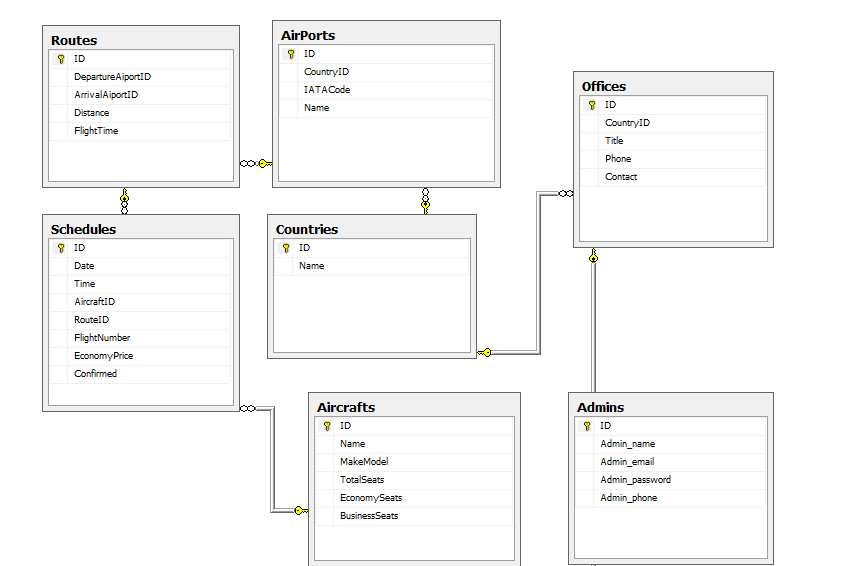 Routes
ID
DepartureAiportID
ArrivalAiportID
Distance
FlightTime
AirPorts
ID
CountryID
IATACode
Name
Offices
ID
CountryID
Title
Phone
Contact
Schedules
ID
Date
Time
AircraftID
RouteID
FlightNumber
EconomyPrice
Confirmed
Countries
ID
Name
Aircrafts
ID
Name
MakeModel
TotalSeats
EconomySeats
BusinessSeats
Admins
ID
Admin_name
Admin_email
Admin_password
Admin_phone